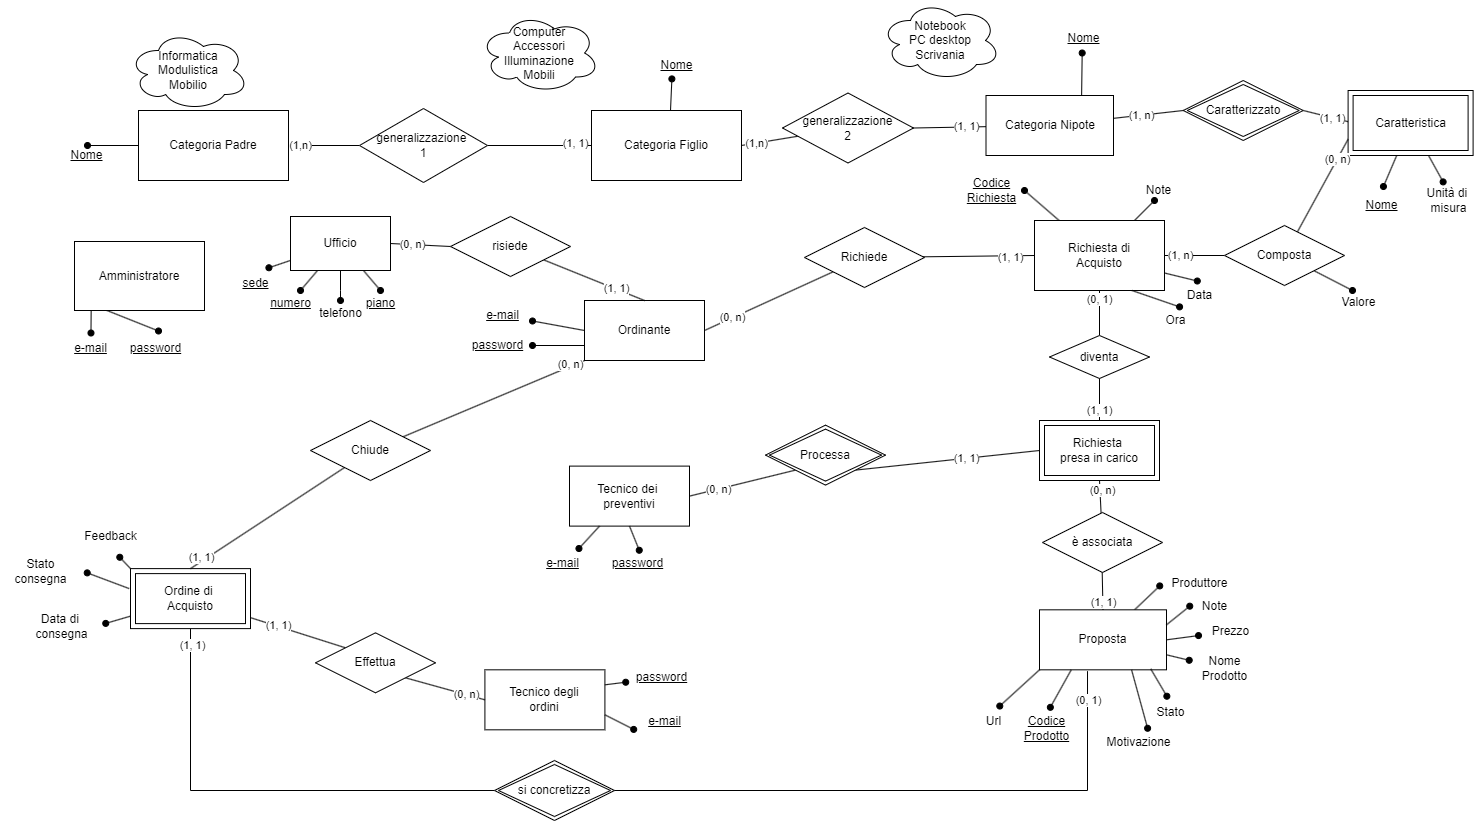 Informatica
Modulistica
Mobilio
Computer
Accessori
Illuminazione
Mobili
Notebook
PC desktop
Scrivania
Nome
Categoria Padre
(1,n)
generalizzazione
1
(1, 1)
Nome
Categoria Figlio
(1,n)
generalizzazione
2
(1, 1)
Nome
Categoria Nipote
(1, n)
Caratterizzato
(1, 1)
Caratteristica
(0, n)
Nome
Unità di
misura
Amministratore
e-mail
password
Ufficio
sede
numero
telefono
piano
(0, n)
risiede
(1, 1)
e-mail
password
Ordinante
(0, n)
Richiede
(1, 1)
Codice
Richiesta
Note
Richiesta di
Acquisto
Data
Ora
(1, n)
Composta
Valore
(0, 1)
diventa
(1, 1)
(0, n)
Chiude
(1, 1)
Tecnico dei
preventivi
e-mail
password
(0, n)
Processa
(1, 1)
Richiesta
presa in carico
(0, n)
è associata
(1, 1)
Feedback
Stato
consegna
Data di
consegna
Ordine di
Acquisto
(1, 1)
(1, 1)
Effettua
(0, n)
Tecnico degli
ordini
password
e-mail
Proposta
Produttore
Note
Prezzo
Nome
Prodotto
Stato
Motivazione
Codice
Prodotto
Url
(0, 1)
si concretizza